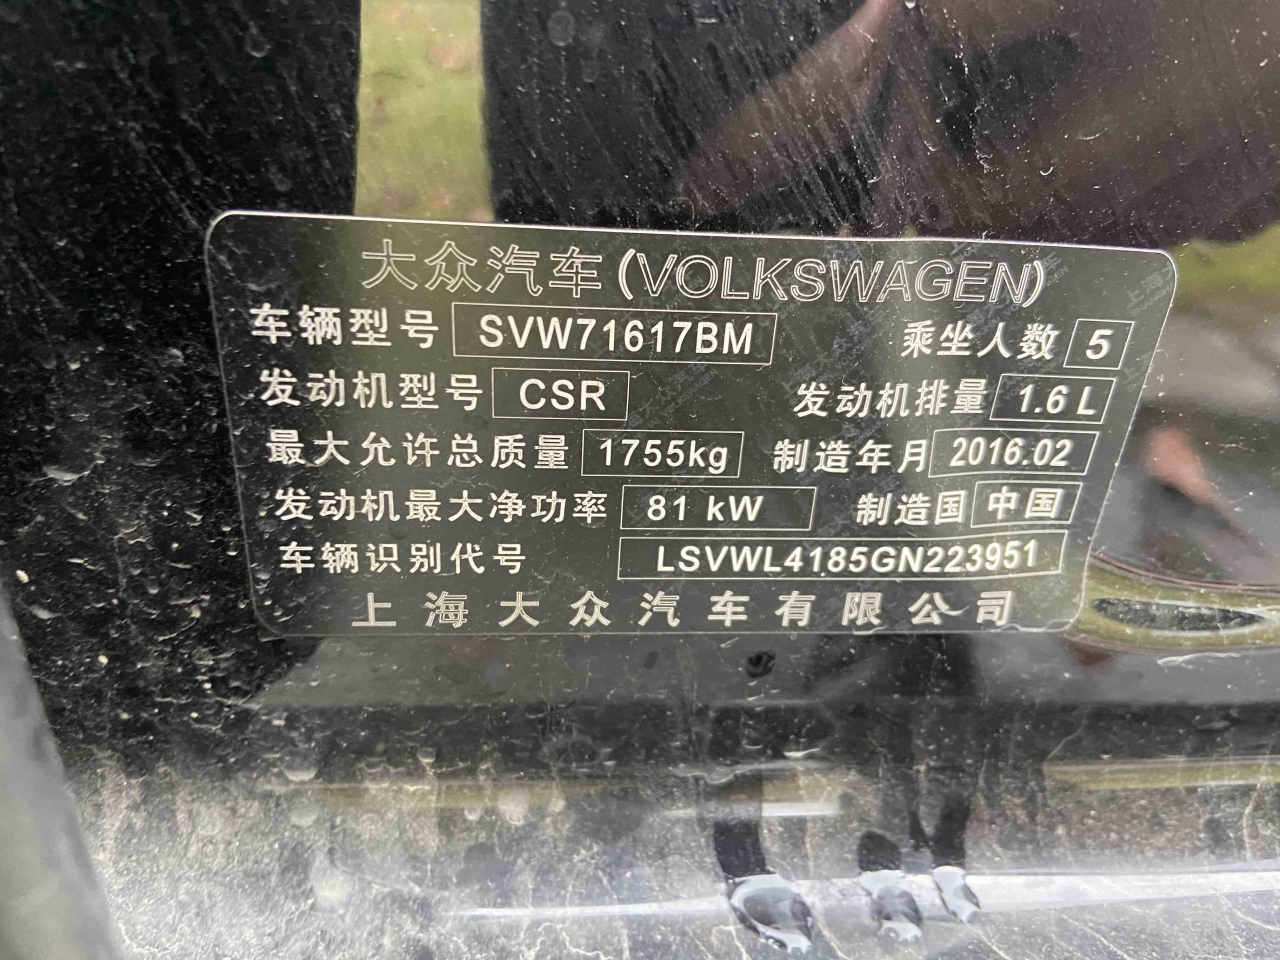 大众汽车(VOLKSWAGEN)
车辆型号 SVW71617BM 乘坐人数 5
发动机型号 CSR 发动机排量 1.6 L
最大允许总质量 1755kg 制造年月 2016.02
发动机最大净功率 81 kW 制造国 中国
车辆识别代号 LSVWL4185GN223951
上海大众汽车有限公司